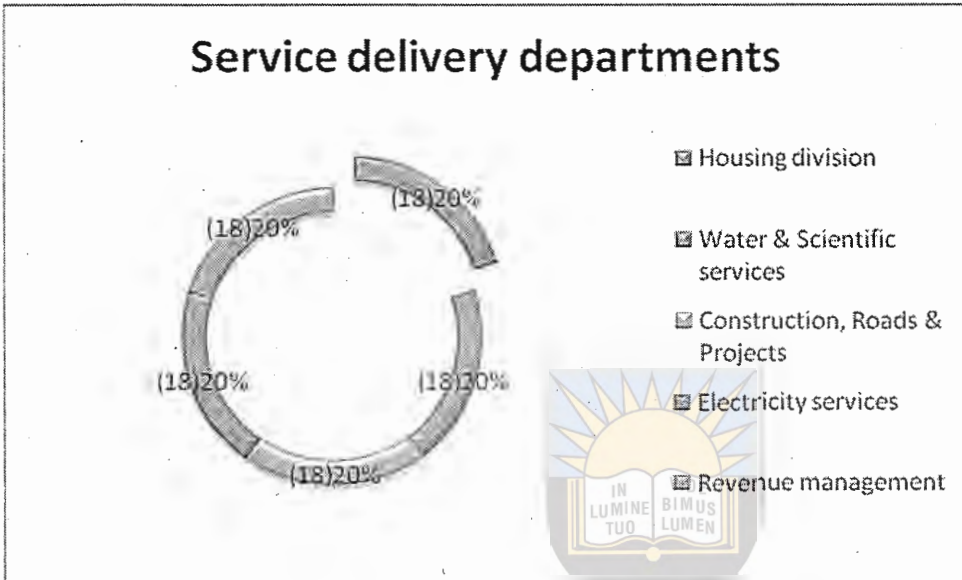 Service delivery departments
(18)20%
(18)20%
(18)20%
(18)20%
(18)20%
Housing division
Water & Scientific
services
Construction, Roads &
Projects
Electricity services
Revenue management
IN
LUMINE
TUO
BIMUS
LUMEN